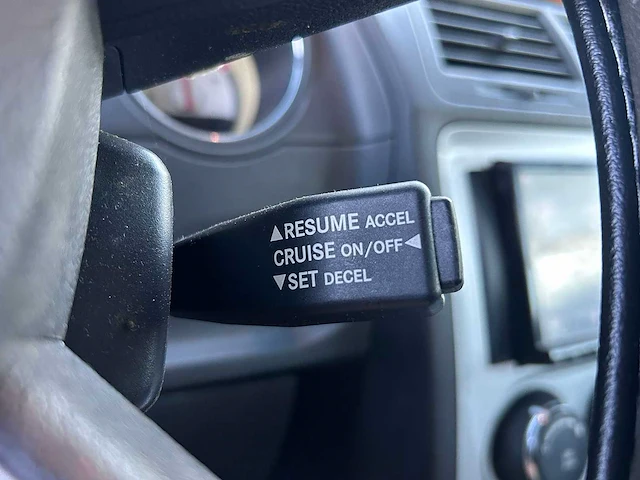 ▲RESUME ACCEL
CRUISE ON/OFF◀
▼SET DECEL